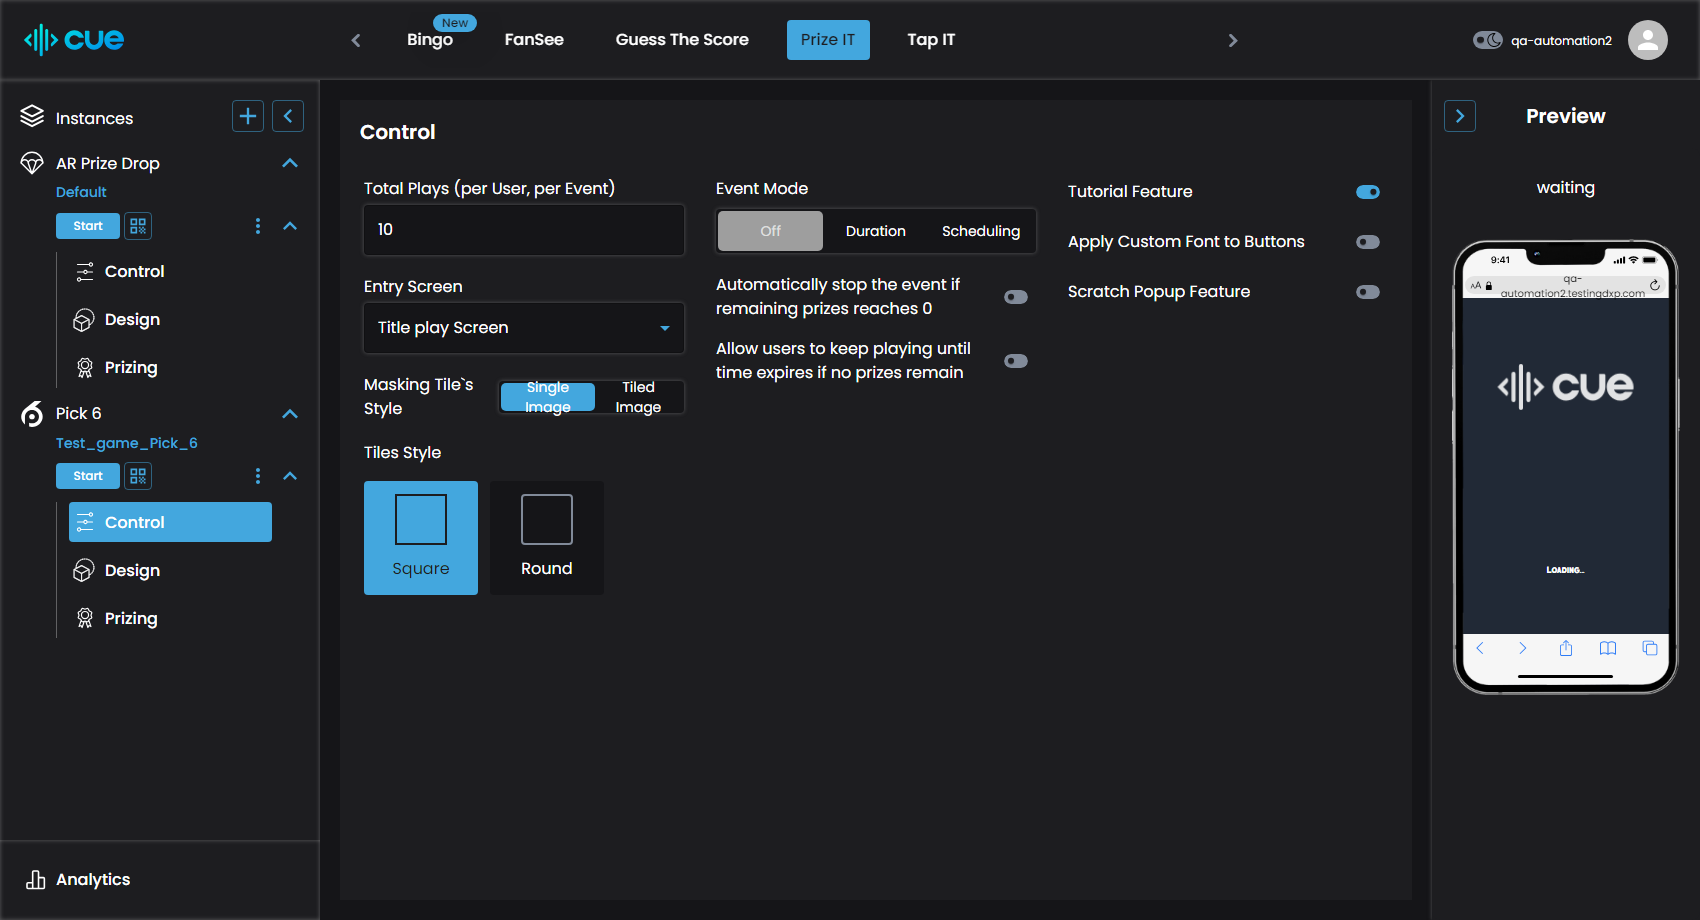 cue
New
Bingo
FanSee
Guess The Score
Prize IT
Tap IT
qa-automation2
Instances
AR Prize Drop
Default
Start
Control
Design
Prizing
Pick 6
Test_game_Pick_6
Start
Control
Design
Prizing
Analytics
Control
Total Plays (per User, per Event)
10
Entry Screen
Title play Screen
Masking Tile`s
Style
Single
Image
Tiled
Image
Tiles Style
Square
Round
Event Mode
Off
Duration
Scheduling
Automatically stop the event if
remaining prizes reaches 0
Allow users to keep playing until
time expires if no prizes remain
Tutorial Feature
Apply Custom Font to Buttons
Scratch Popup Feature
Preview
waiting
9:41
AA
qa-
automation2.testingdxp.com
cue
LOADING...